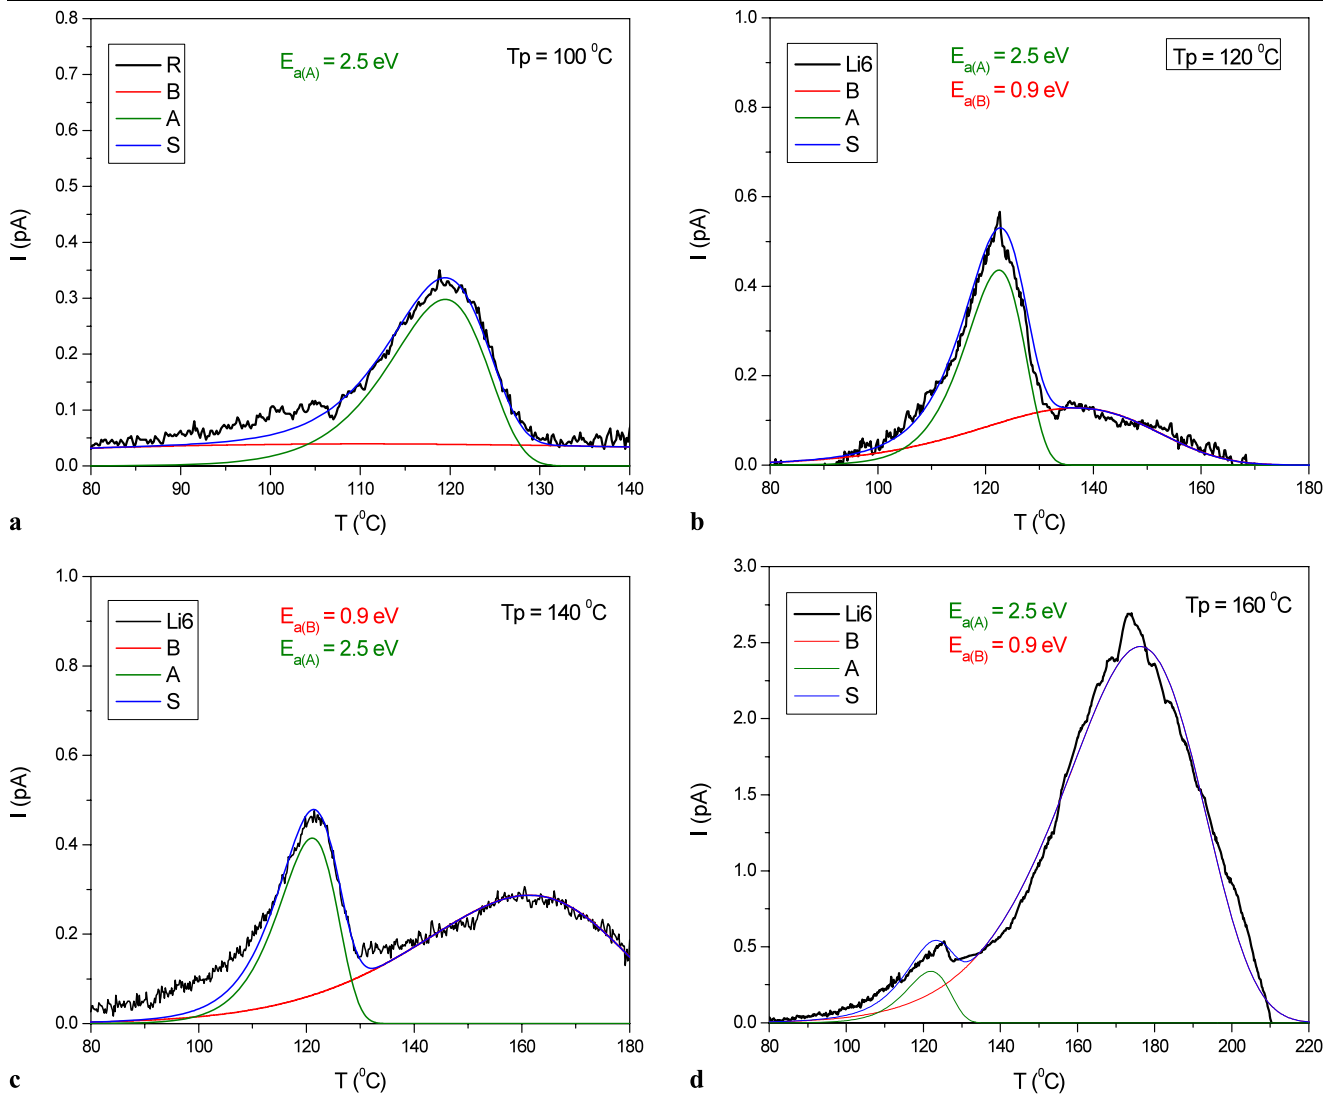 0.8
0.7
0.6
0.5
0.4
0.3
0.2
0.1
0.0
I (pA)
R
B
A
S
Ea(A) = 2.5 eV
Tp = 100 ⁰C
80 90 100 110 120 130 140
T (⁰C)
a
1.0
0.8
0.6
0.4
0.2
0.0
I (pA)
Li6
B
A
S
Ea(A) = 2.5 eV
Ea(B) = 0.9 eV
Tp = 120 ⁰C
80 100 120 140 160 180
T (⁰C)
b
1.0
0.8
0.6
0.4
0.2
0.0
I (pA)
Li6
B
A
S
Ea(B) = 0.9 eV
Ea(A) = 2.5 eV
Tp = 140 ⁰C
80 100 120 140 160 180
T (⁰C)
c
3.0
2.5
2.0
1.5
1.0
0.5
0.0
I (pA)
Li6
B
A
S
Ea(A) = 2.5 eV
Ea(B) = 0.9 eV
Tp = 160 ⁰C
80 100 120 140 160 180 200 220
T (⁰C)
d